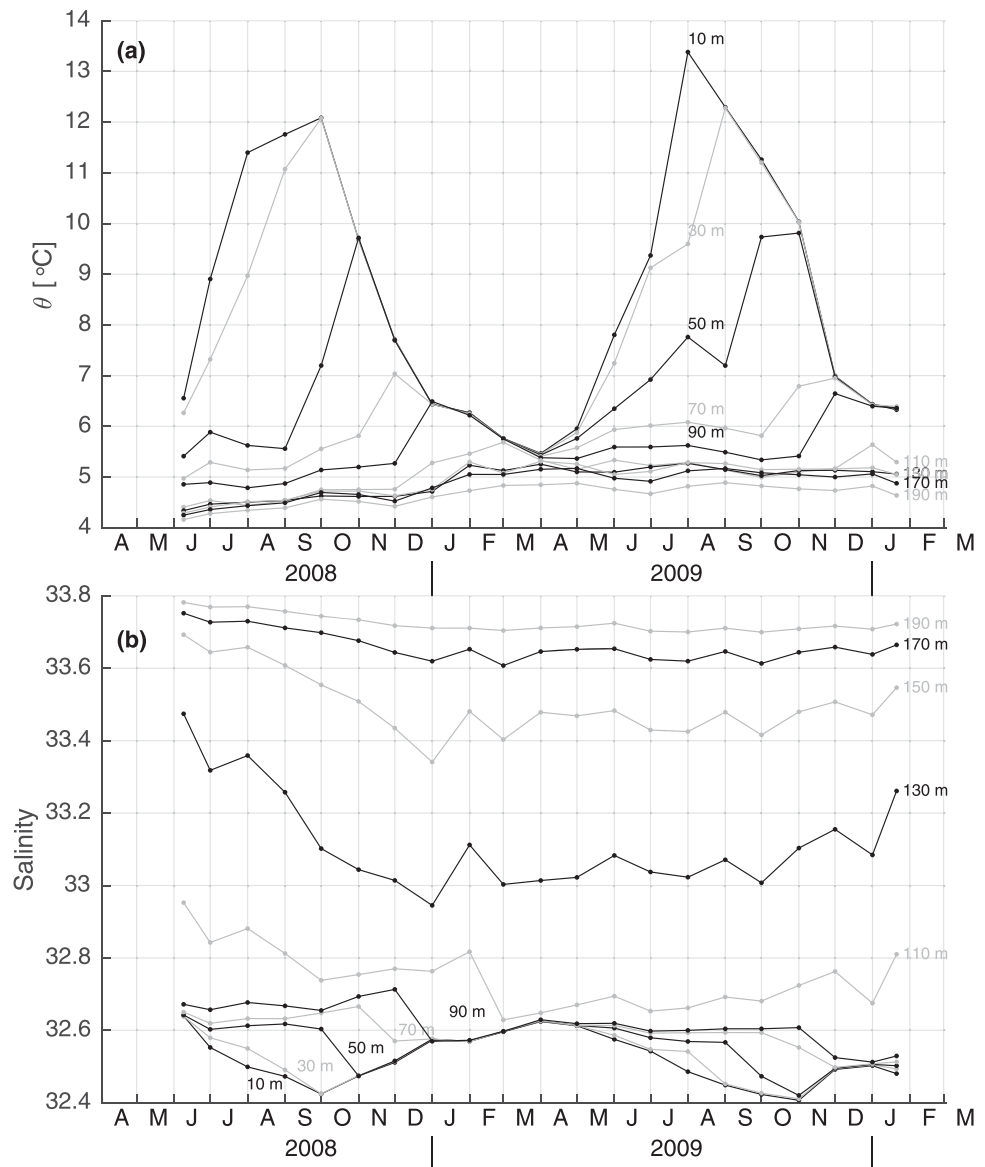 14
(a)
10 m
13
12
11
10
30 m
θ [°C]
9
8
50 m
7
70 m
6
90 m
110 m
5
170 m
190 m
4
A M J J A S O N D J F M A M J J A S O N D J F M
2008 2009
33.8
(b)
190 m
170 m
33.6
150 m
33.4
130 m
33.2
Salinity
33
110 m
32.8
90 m
70 m
32.6
50 m
30 m
10 m
32.4
A M J J A S O N D J F M A M J J A S O N D J F M
2008 2009